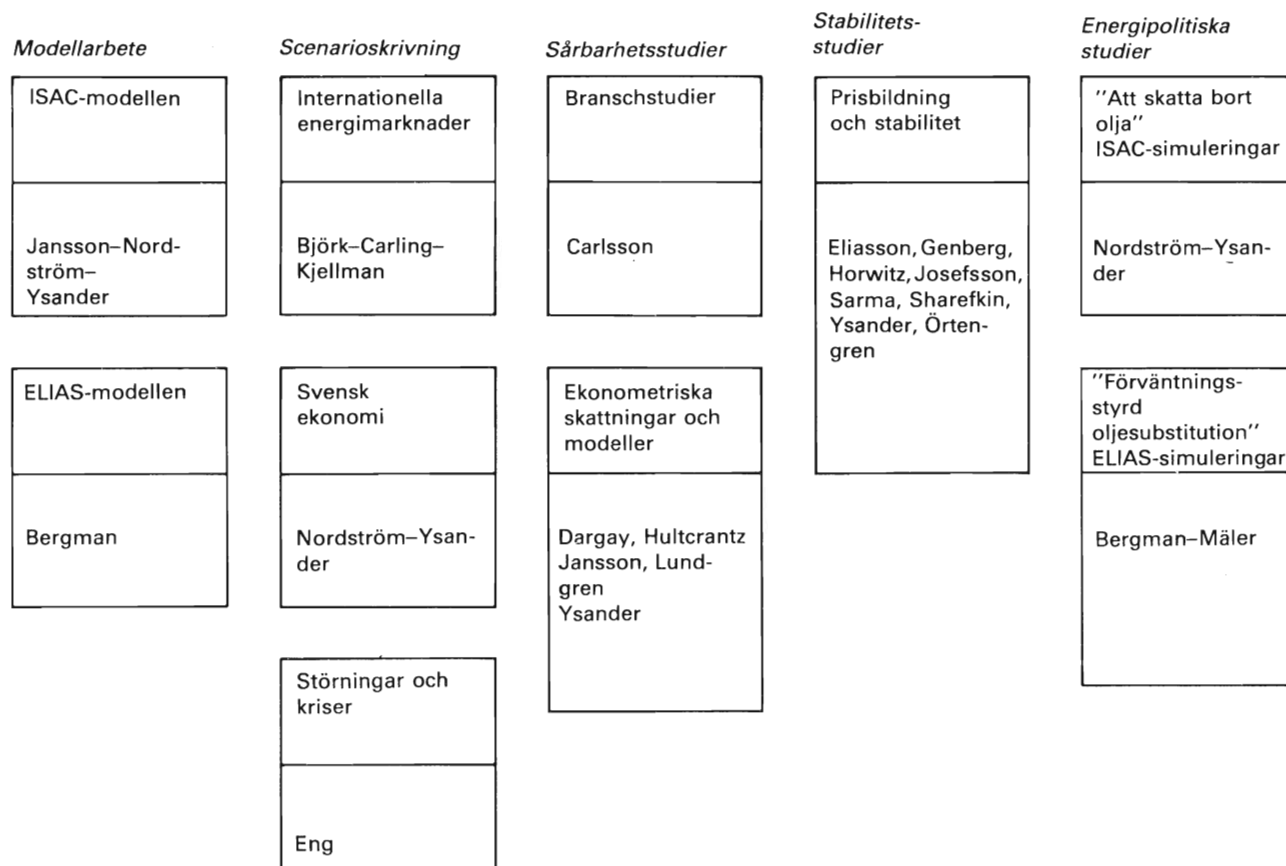 Modellarbete
ISAC-modellen
Jansson–Nord-
ström–
Ysander
ELIAS-modellen
Bergman
Scenarioskrivning
Internationella
energimarknader
Björk–Carling–
Kjellman
Svensk
ekonomi
Nordström–Ysan-
der
Störningar och
kriser
Eng
Sårbarhetsstudier
Branschstudier
Carlsson
Ekonometriska
skattningar och
modeller
Dargay, Hultcrantz
Jansson, Lund-
gren
Ysander
Stabilitets-
studier
Prisbildning
och stabilitet
Eliasson, Genberg,
Horwitz, Josefsson,
Sarma, Sharefkin,
Ysander, Örten-
gren
Energipolitiska
studier
"Att skatta bort
olja"
ISAC-simuleringar
Nordström–Ysan-
der
"Förväntnings-
styrd
oljesubstitution"
ELIAS-simuleringar
Bergman–Mäler